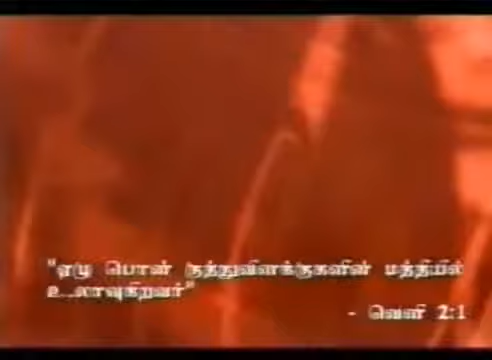 "ஏழு பொன் குத்துவிளக்குகளின் மத்தியில்
உலாவுகிறவர்"
- வெளி 2:1